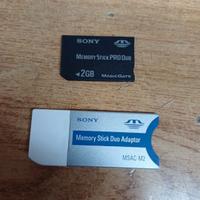 SONY
MEMORY STICK PRO DUO
2GB MAGICGATE
SONY
Memory Stick Duo Adaptor
MSAC-M2